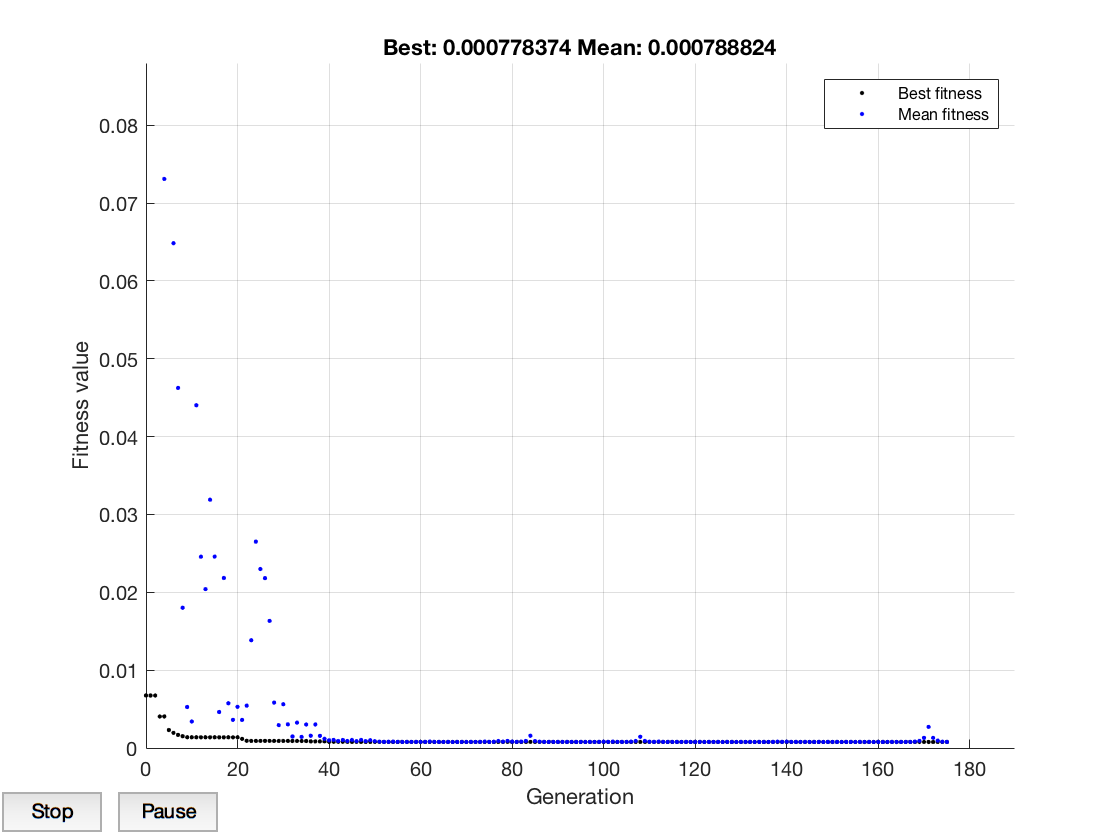 Best: 0.000778374 Mean: 0.000788824
Best fitness
Mean fitness
0.08
0.07
0.06
0.05
0.04
0.03
0.02
0.01
0
Fitness value
0 20 40 60 80 100 120 140 160 180
Generation
Stop Pause